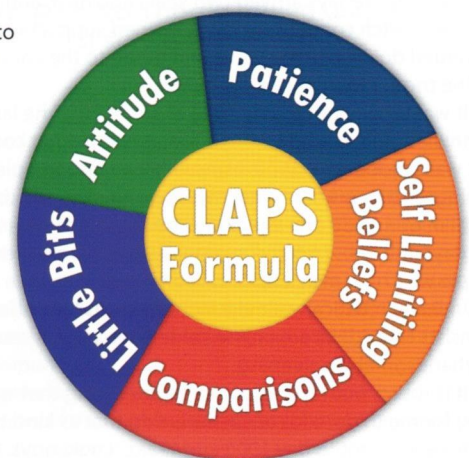 to
Attitude
Patience
Self Limiting
Beliefs
Comparisons
Little Bits
CLAPS
Formula